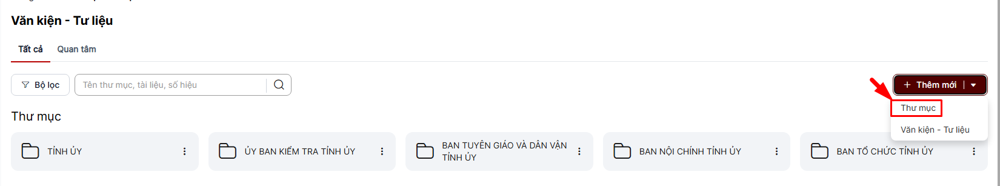 Văn kiện - Tư liệu
Tất cả
Quan tâm
Bộ lọc
Tên thư mục, tài liệu, số hiệu
+ Thêm mới
Thư mục
Văn kiện - Tư liệu
Thư mục
TỈNH ỦY
ỦY BAN KIỂM TRA TỈNH ỦY
BAN TUYÊN GIÁO VÀ DÂN VẬN
TỈNH ỦY
BAN NỘI CHÍNH TỈNH ỦY
BAN TỔ CHỨC TỈNH ỦY